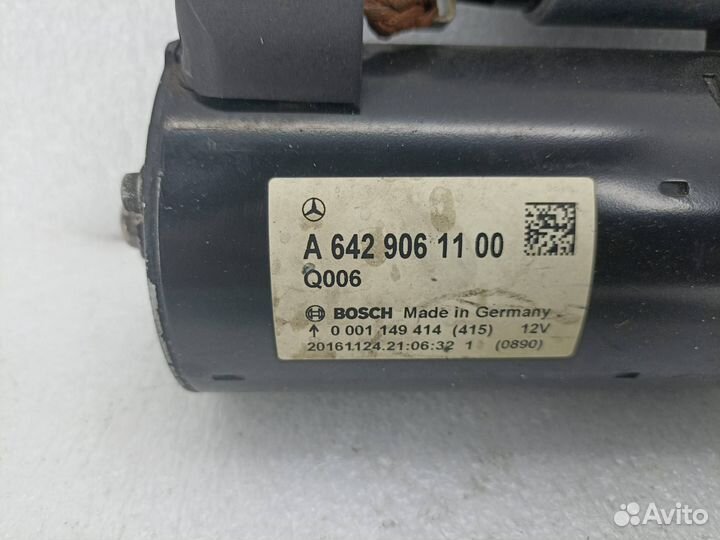 A 642 906 11 00
Q006
BOSCH Made in Germany
↑ 0 001 149 414 (415) 12V
20161124.21:06:32 1 (0890)
Avito